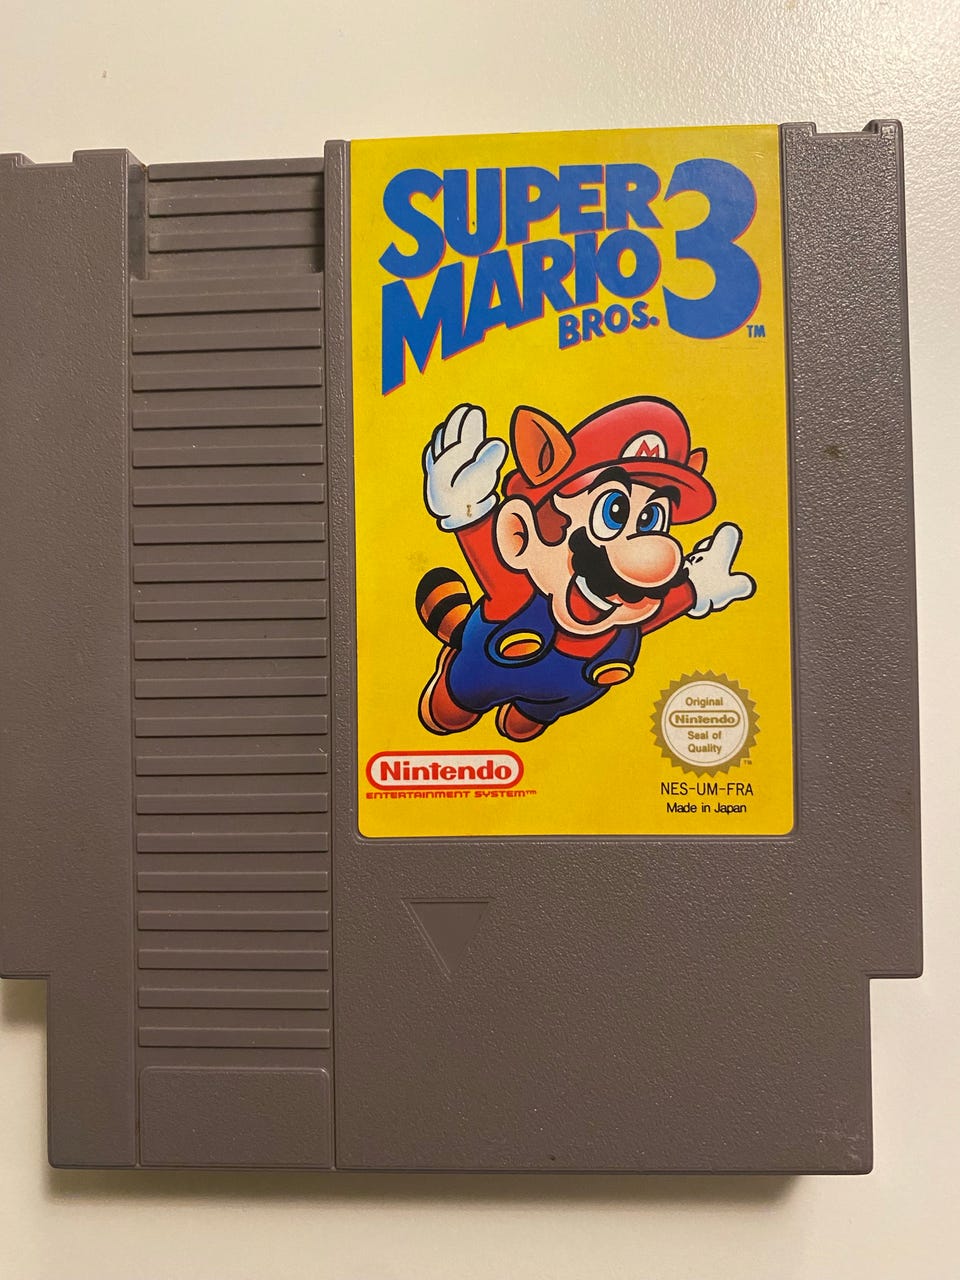 SUPER
MARIO 3
BROS. TM
M
Original
Nintendo
Seal of
Quality
TM
Nintendo
ENTERTAINMENT SYSTEM™
NES-UM-FRA
Made in Japan